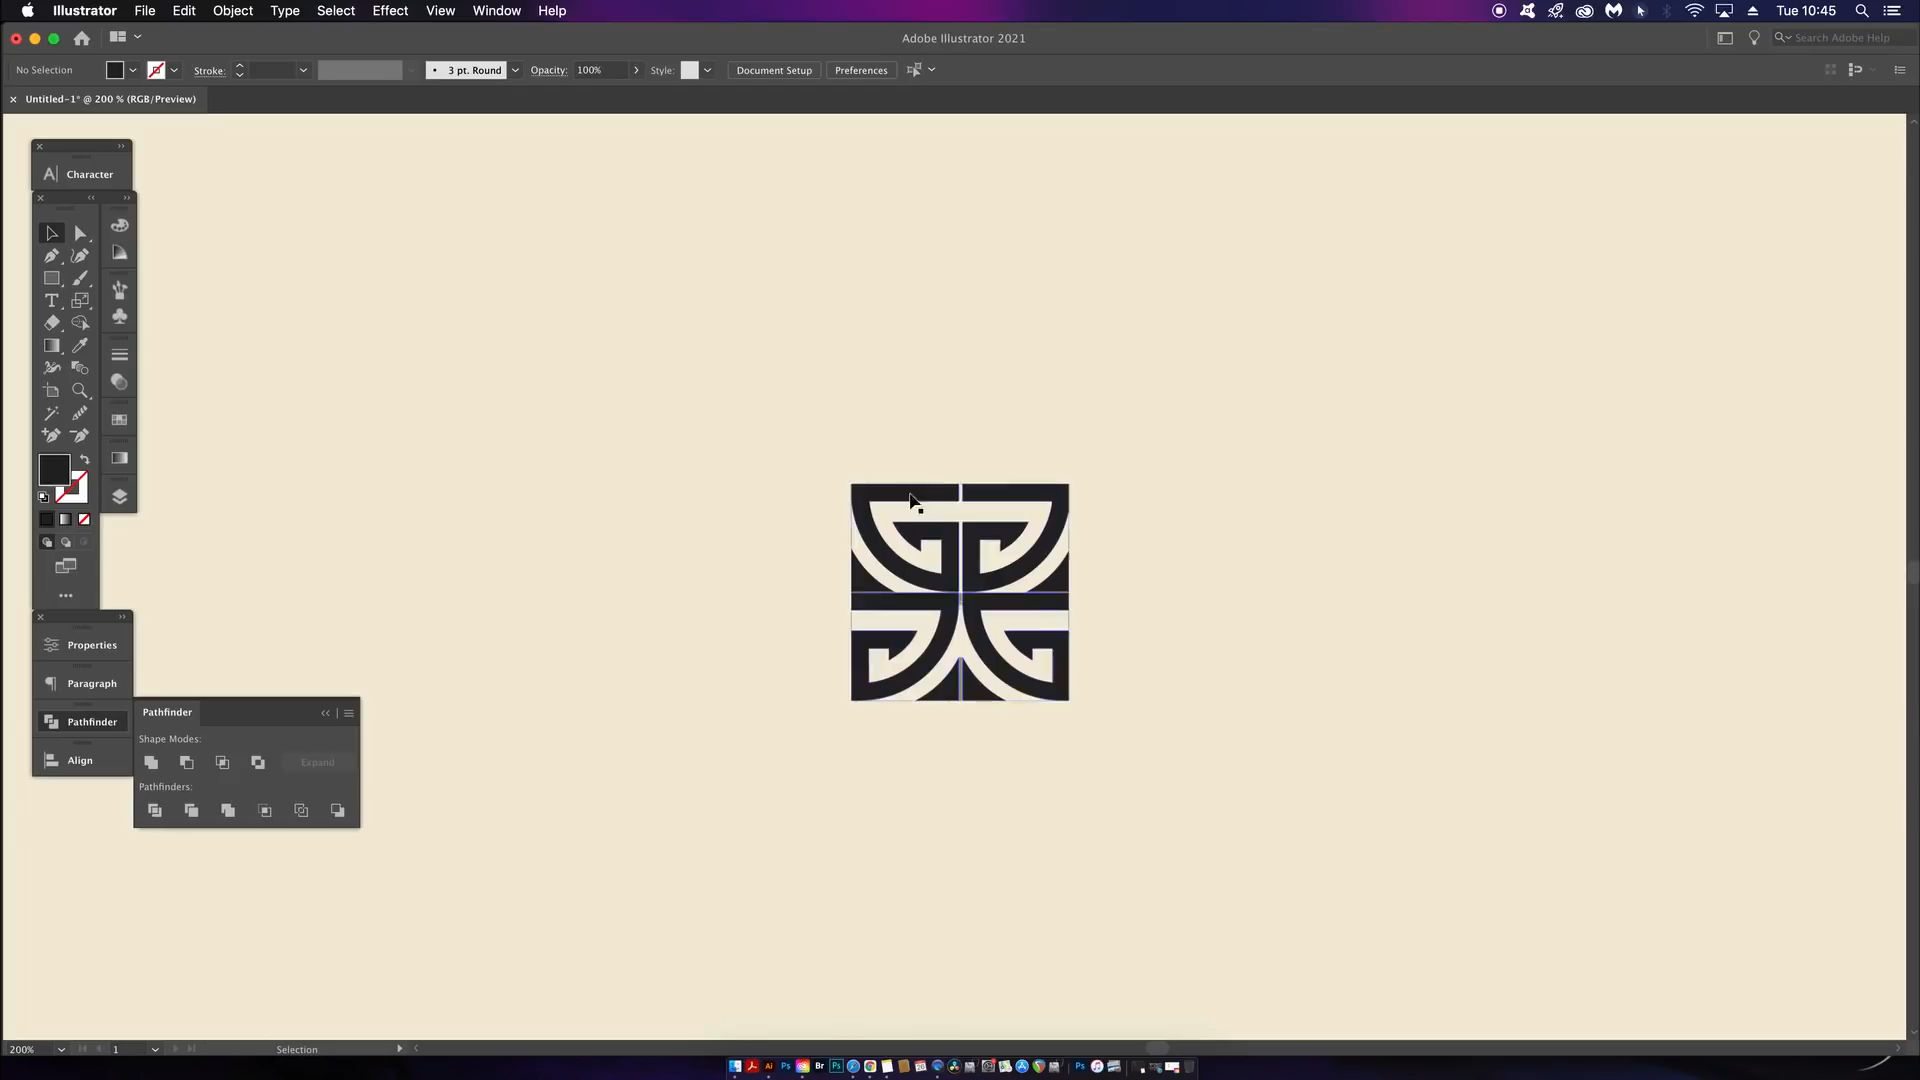 Illustrator File Edit Object Type Select Effect View Window Help
Tue 10:45
Adobe Illustrator 2021
Search Adobe Help
No Selection
Stroke:
3 pt. Round
Opacity: 100%
Style:
Document Setup
Preferences
Untitled-1* @ 200 % (RGB/Preview)
Character
Properties
Paragraph
Pathfinder
Align
Pathfinder
Shape Modes:
Expand
Pathfinders:
200%
1
Selection